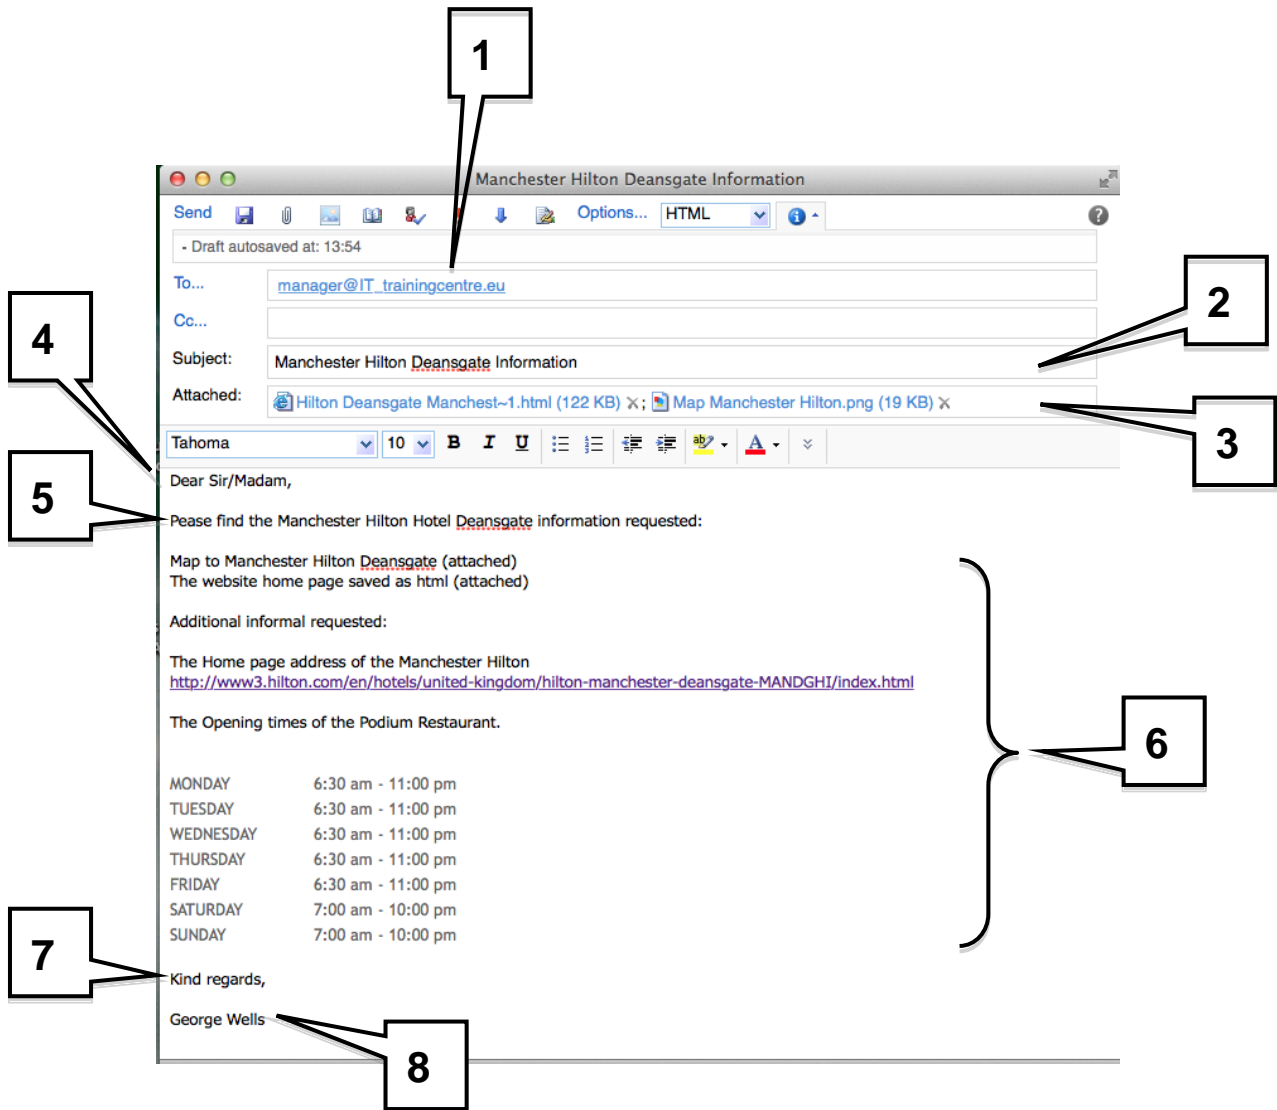 1
Manchester Hilton Deansgate Information
Send Options... HTML
- Draft autosaved at: 13:54
To... manager@IT_trainingcentre.eu
Cc...
2
Subject: Manchester Hilton Deansgate Information
4
Attached: Hilton Deansgate Manchest~1.html (122 KB) ; Map Manchester Hilton.png (19 KB)
3
Tahoma 10 B I U ab A
Dear Sir/Madam,
5
Pease find the Manchester Hilton Hotel Deansgate information requested:
Map to Manchester Hilton Deansgate (attached)
The website home page saved as html (attached)
Additional informal requested:
The Home page address of the Manchester Hilton
http://www3.hilton.com/en/hotels/united-kingdom/hilton-manchester-deansgate-MANDGHI/index.html
The Opening times of the Podium Restaurant.
6
MONDAY 6:30 am - 11:00 pm
TUESDAY 6:30 am - 11:00 pm
WEDNESDAY 6:30 am - 11:00 pm
THURSDAY 6:30 am - 11:00 pm
FRIDAY 6:30 am - 11:00 pm
SATURDAY 7:00 am - 10:00 pm
SUNDAY 7:00 am - 10:00 pm
7
Kind regards,
George Wells
8